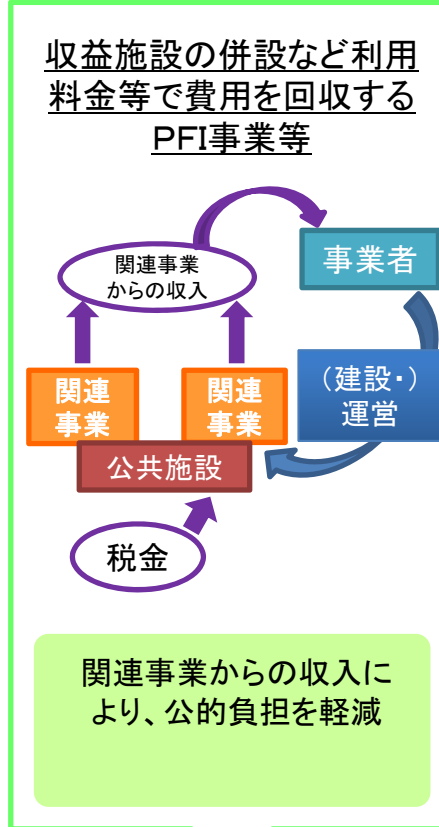 収益施設の併設など利用
料金等で費用を回収する
PFI事業等
関連事業
からの収入
事業者
関連
事業
関連
事業
（建設・）
運営
公共施設
税金
関連事業からの収入に
より、公的負担を軽減